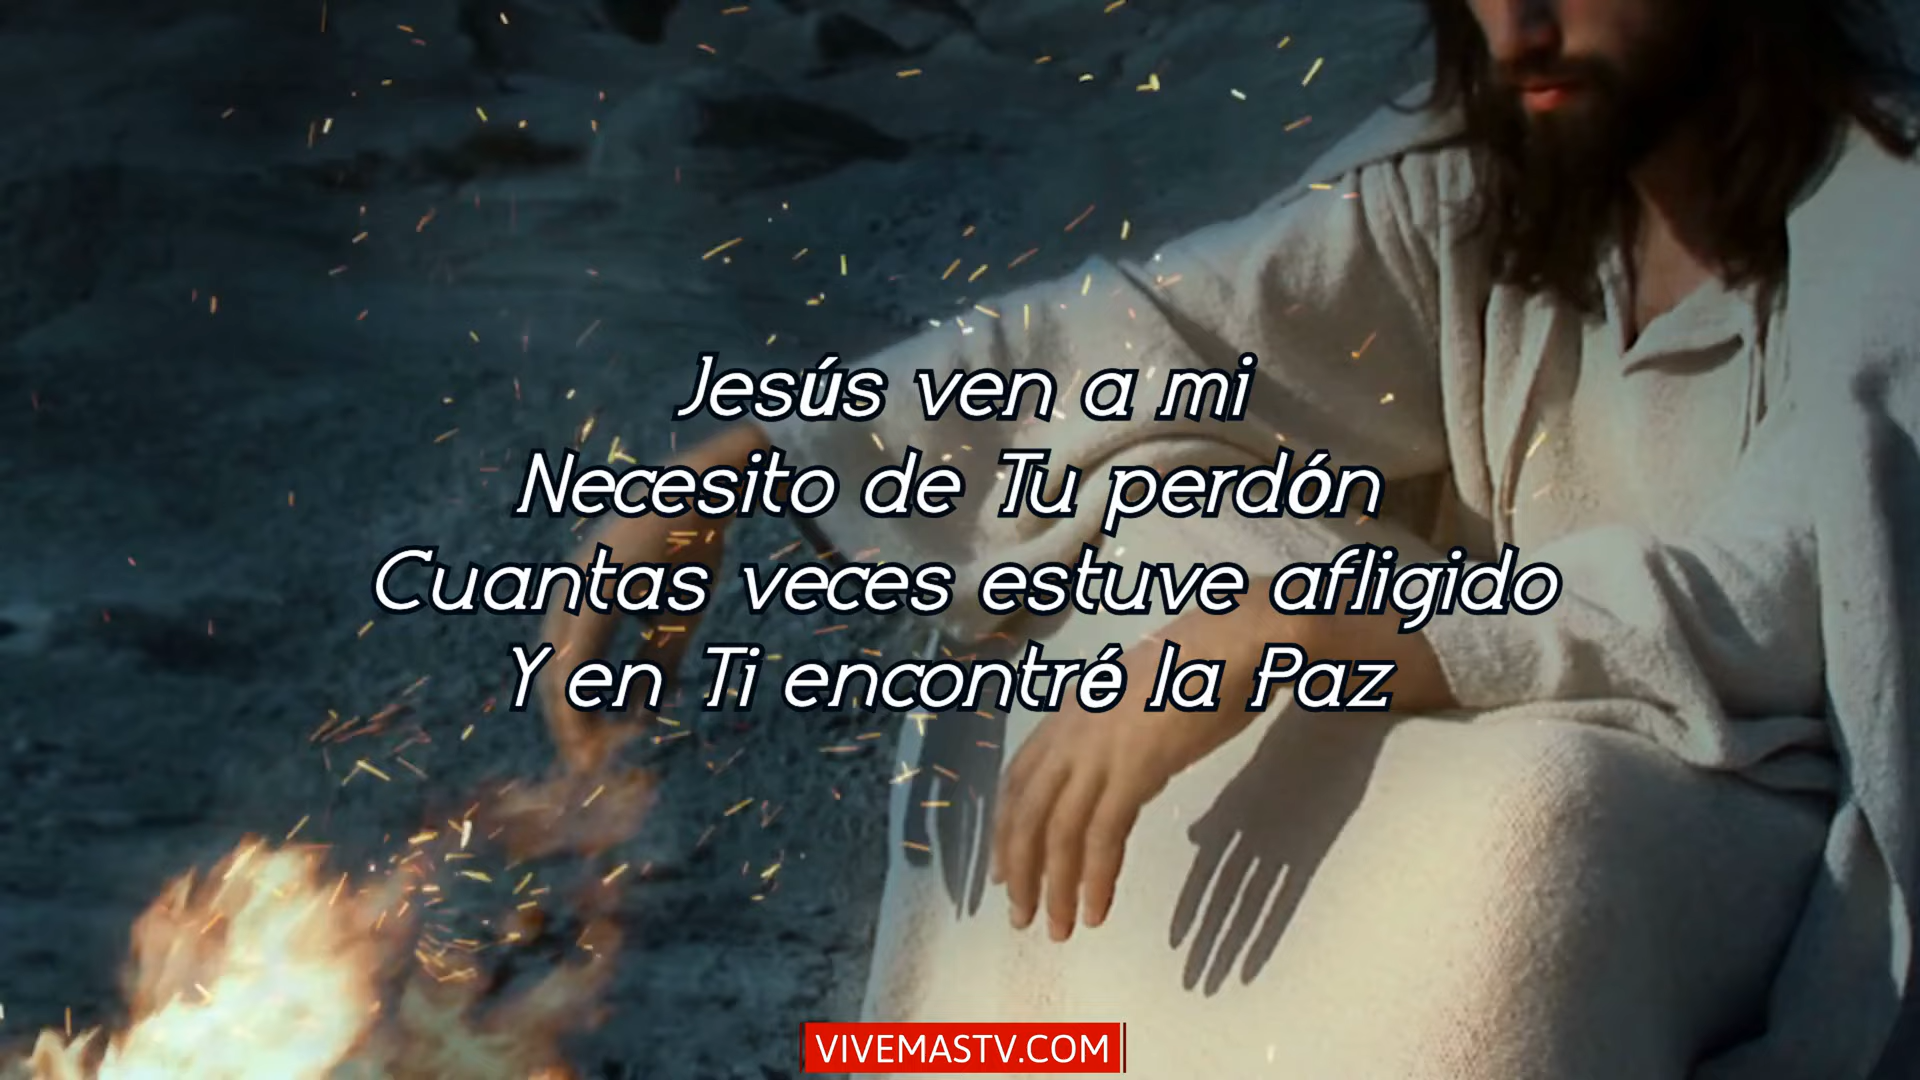 Jesús ven a mi
Necesito de Tu perdón
Cuantas veces estuve afligido
Y en Ti encontré la Paz
VIVEMASTV.COM